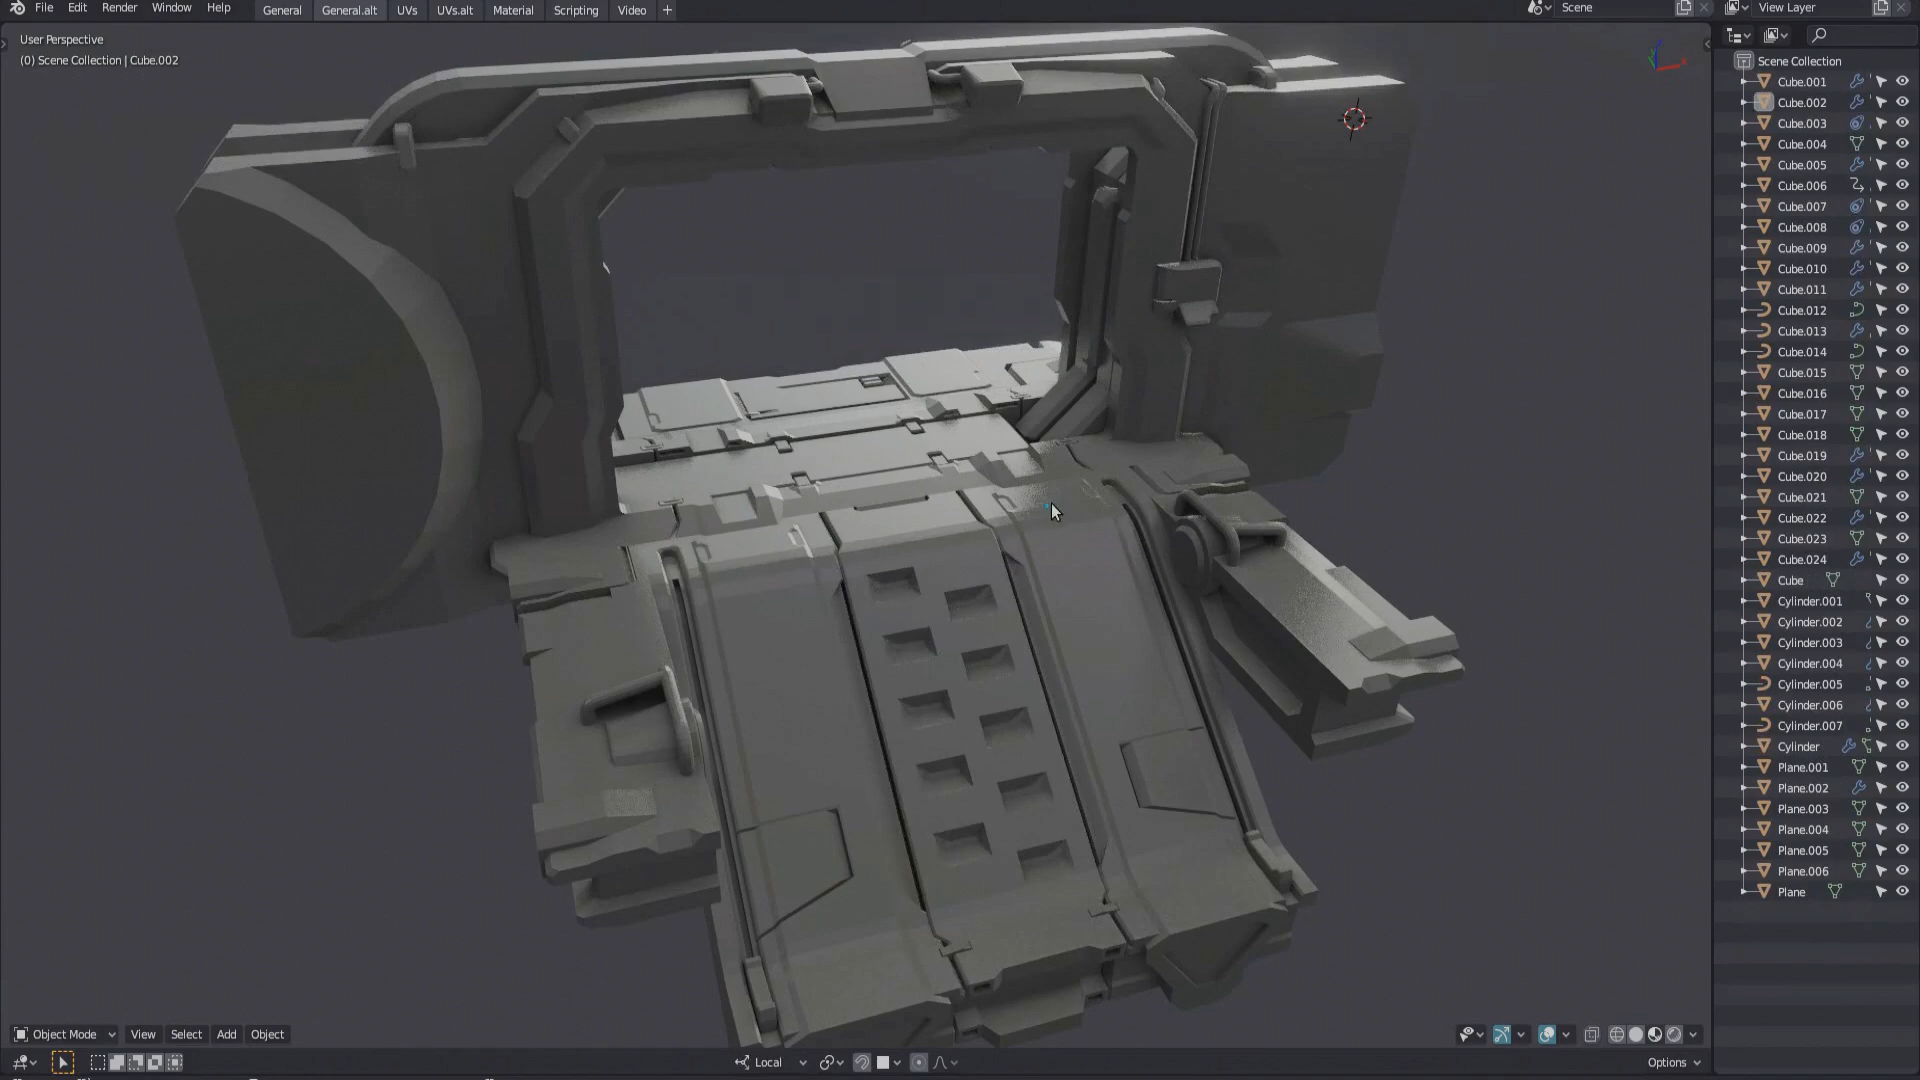 File Edit Render Window Help General General.alt UVs UVs.alt Material Scripting Video + Scene View Layer
User Perspective
(0) Scene Collection | Cube.002
Scene Collection
Cube.001
Cube.002
Cube.003
Cube.004
Cube.005
Cube.006
Cube.007
Cube.008
Cube.009
Cube.010
Cube.011
Cube.012
Cube.013
Cube.014
Cube.015
Cube.016
Cube.017
Cube.018
Cube.019
Cube.020
Cube.021
Cube.022
Cube.023
Cube.024
Cube
Cylinder.001
Cylinder.002
Cylinder.003
Cylinder.004
Cylinder.005
Cylinder.006
Cylinder.007
Cylinder
Plane.001
Plane.002
Plane.003
Plane.004
Plane.005
Plane.006
Plane
Object Mode View Select Add Object
Local Options